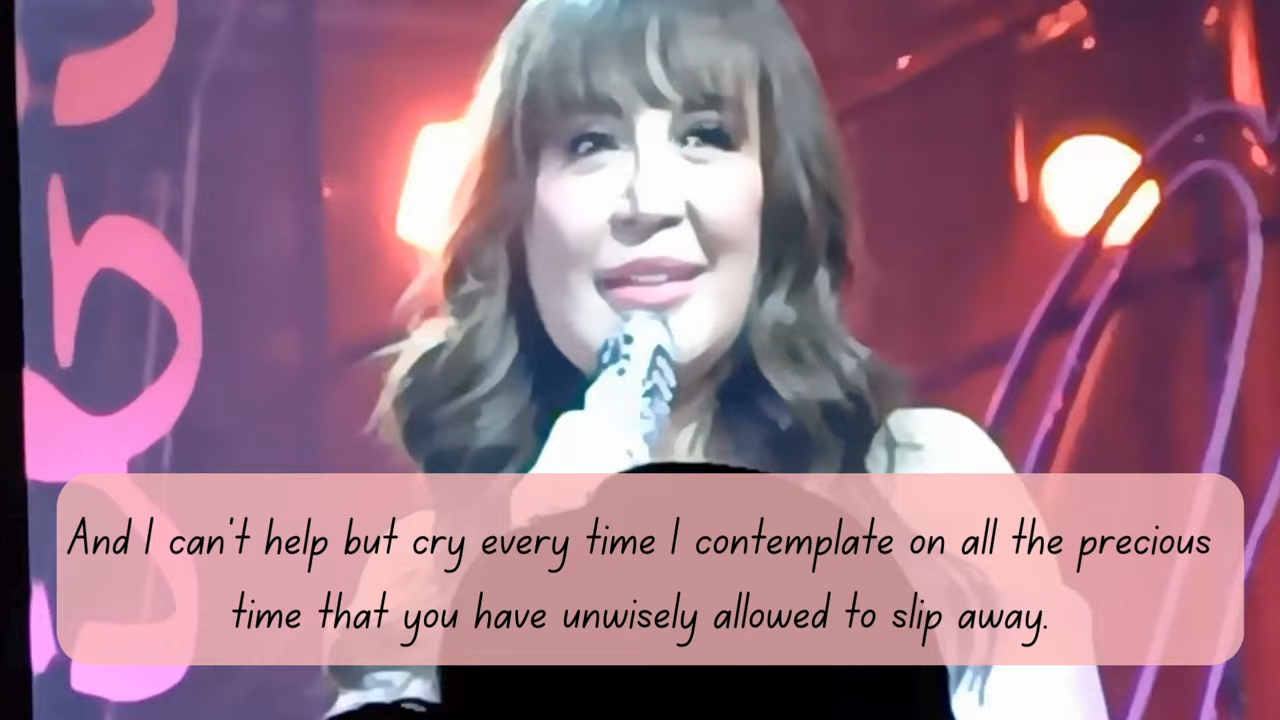 And I can't help but cry every time I contemplate on all the precious
time that you have unwisely allowed to slip away.